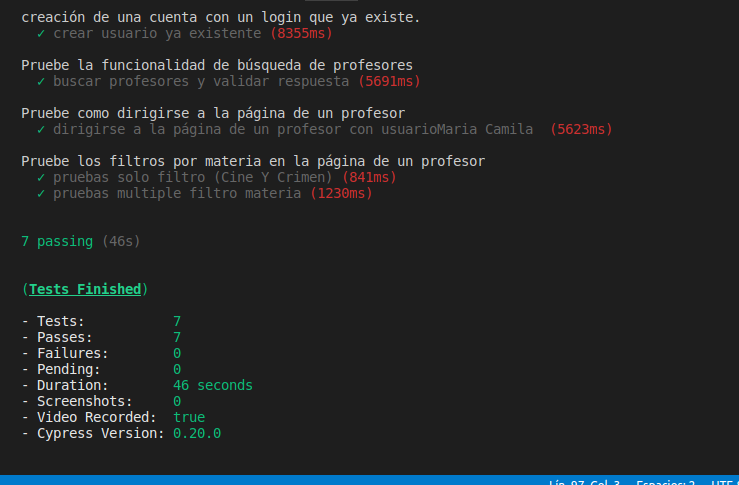 creación de una cuenta con un login que ya existe.
✓ crear usuario ya existente (8355ms)
Pruebe la funcionalidad de búsqueda de profesores
✓ buscar profesores y validar respuesta (5691ms)
Pruebe como dirigirse a la página de un profesor
✓ dirigirse a la página de un profesor con usuarioMaria Camila (5623ms)
Pruebe los filtros por materia en la página de un profesor
✓ pruebas solo filtro (Cine Y Crimen) (841ms)
✓ pruebas multiple filtro materia (1230ms)
7 passing (46s)
(Tests Finished)
- Tests: 7
- Passes: 7
- Failures: 0
- Pending: 0
- Duration: 46 seconds
- Screenshots: 0
- Video Recorded: true
- Cypress Version: 0.20.0
Lín. 97, Col. 3 Espacios: 2